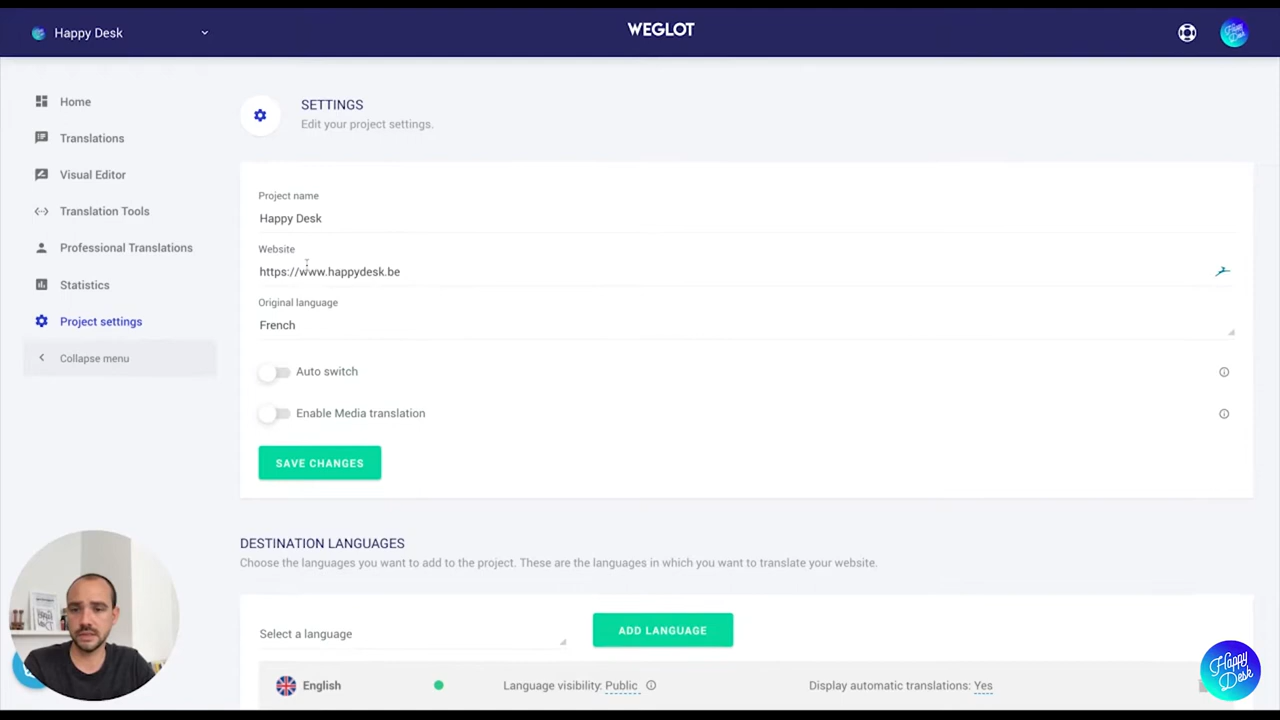 Happy Desk
WEGLOT
Home
Translations
Visual Editor
Translation Tools
Professional Translations
Statistics
Project settings
Collapse menu
SETTINGS
Edit your project settings.
Project name
Happy Desk
Website
https://www.happydesk.be
Original language
French
Auto switch
Enable Media translation
SAVE CHANGES
DESTINATION LANGUAGES
Choose the languages you want to add to the project. These are the languages in which you want to translate your website.
Select a language
ADD LANGUAGE
English
Language visibility: Public
Display automatic translations: Yes
Happy
Desk